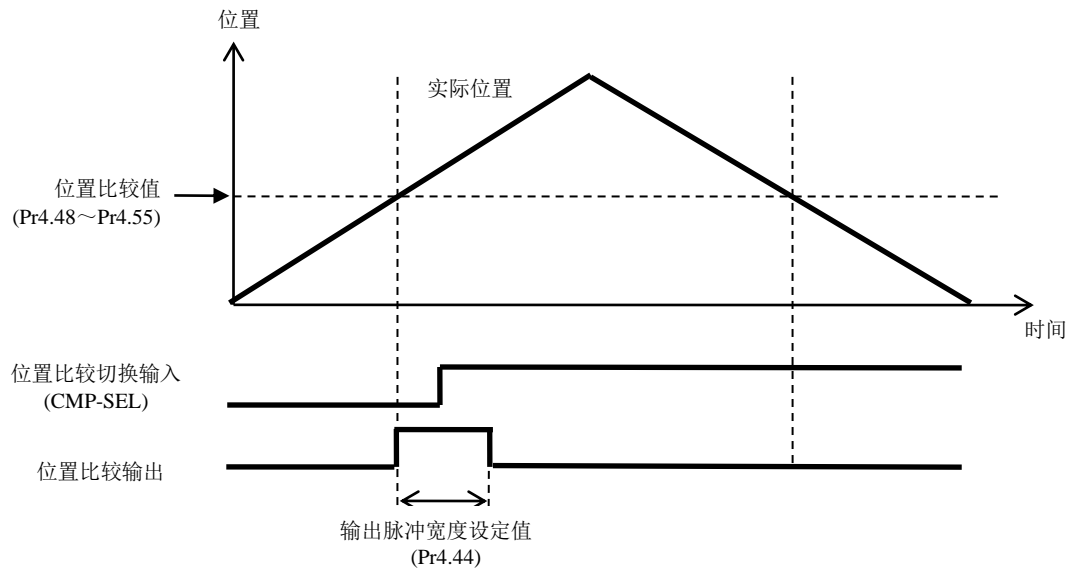 位置
实际位置
位置比较值
(Pr4.48～Pr4.55)
时间
位置比较切换输入
(CMP-SEL)
位置比较输出
输出脉冲宽度设定值
(Pr4.44)